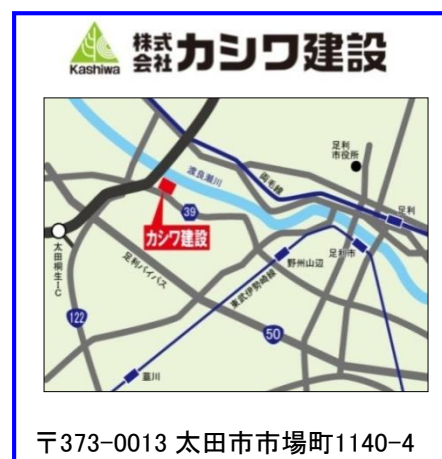 Kashiwa
株式会社カシワ建設
足利市役所
渡良瀬川
両毛線
足利
39
カシワ建設
足利市
太田桐生IC
足利バイパス
野州山辺
東武伊勢崎線
122
50
韮川
〒373-0013 太田市市場町1140-4